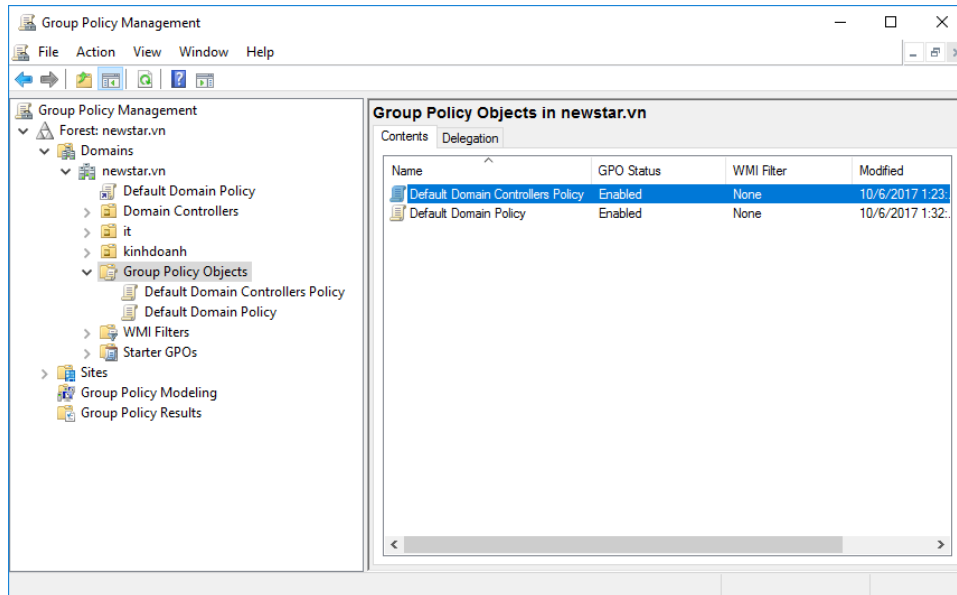 Group Policy Management
File Action View Window Help
Group Policy Management
Forest: newstar.vn
Domains
newstar.vn
Default Domain Policy
Domain Controllers
it
kinhdoanh
Group Policy Objects
Default Domain Controllers Policy
Default Domain Policy
WMI Filters
Starter GPOs
Sites
Group Policy Modeling
Group Policy Results
Group Policy Objects in newstar.vn
Contents Delegation
Name GPO Status WMI Filter Modified
Default Domain Controllers Policy Enabled None 10/6/2017 1:23:
Default Domain Policy Enabled None 10/6/2017 1:32: